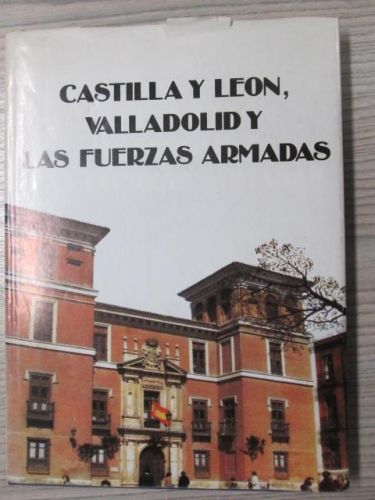 CASTILLA Y LEON,
VALLADOLID Y
LAS FUERZAS ARMADAS